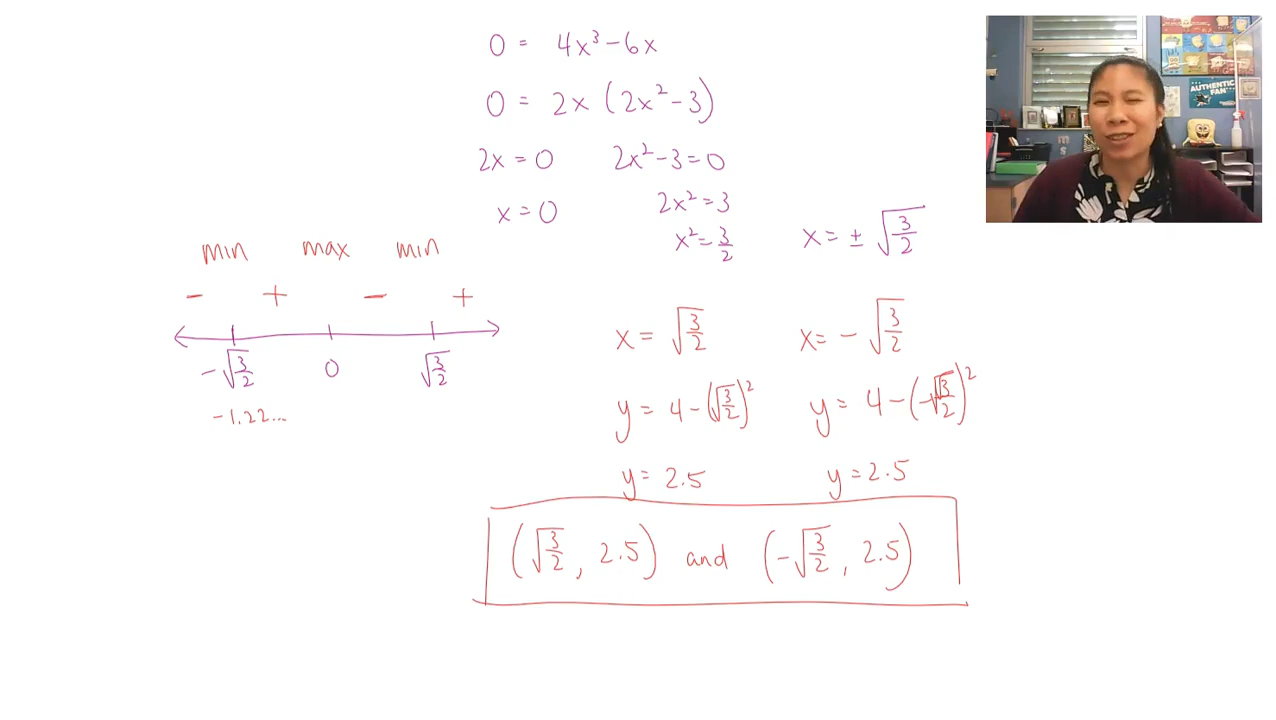 0 = 4x³ - 6x
0 = 2x (2x² - 3)
2x = 0 2x² - 3 = 0
x = 0 2x² = 3
x² = 3/2 x = ± √(3/2)
min max min
- + - +
-√(3/2) 0 √(3/2)
-1.22...
x = √(3/2) x = - √(3/2)
y = 4 - (√(3/2))² y = 4 - (-√(3/2))²
y = 2.5 y = 2.5
(√(3/2), 2.5) and (-√(3/2), 2.5)
AUTHENTIC
FAN